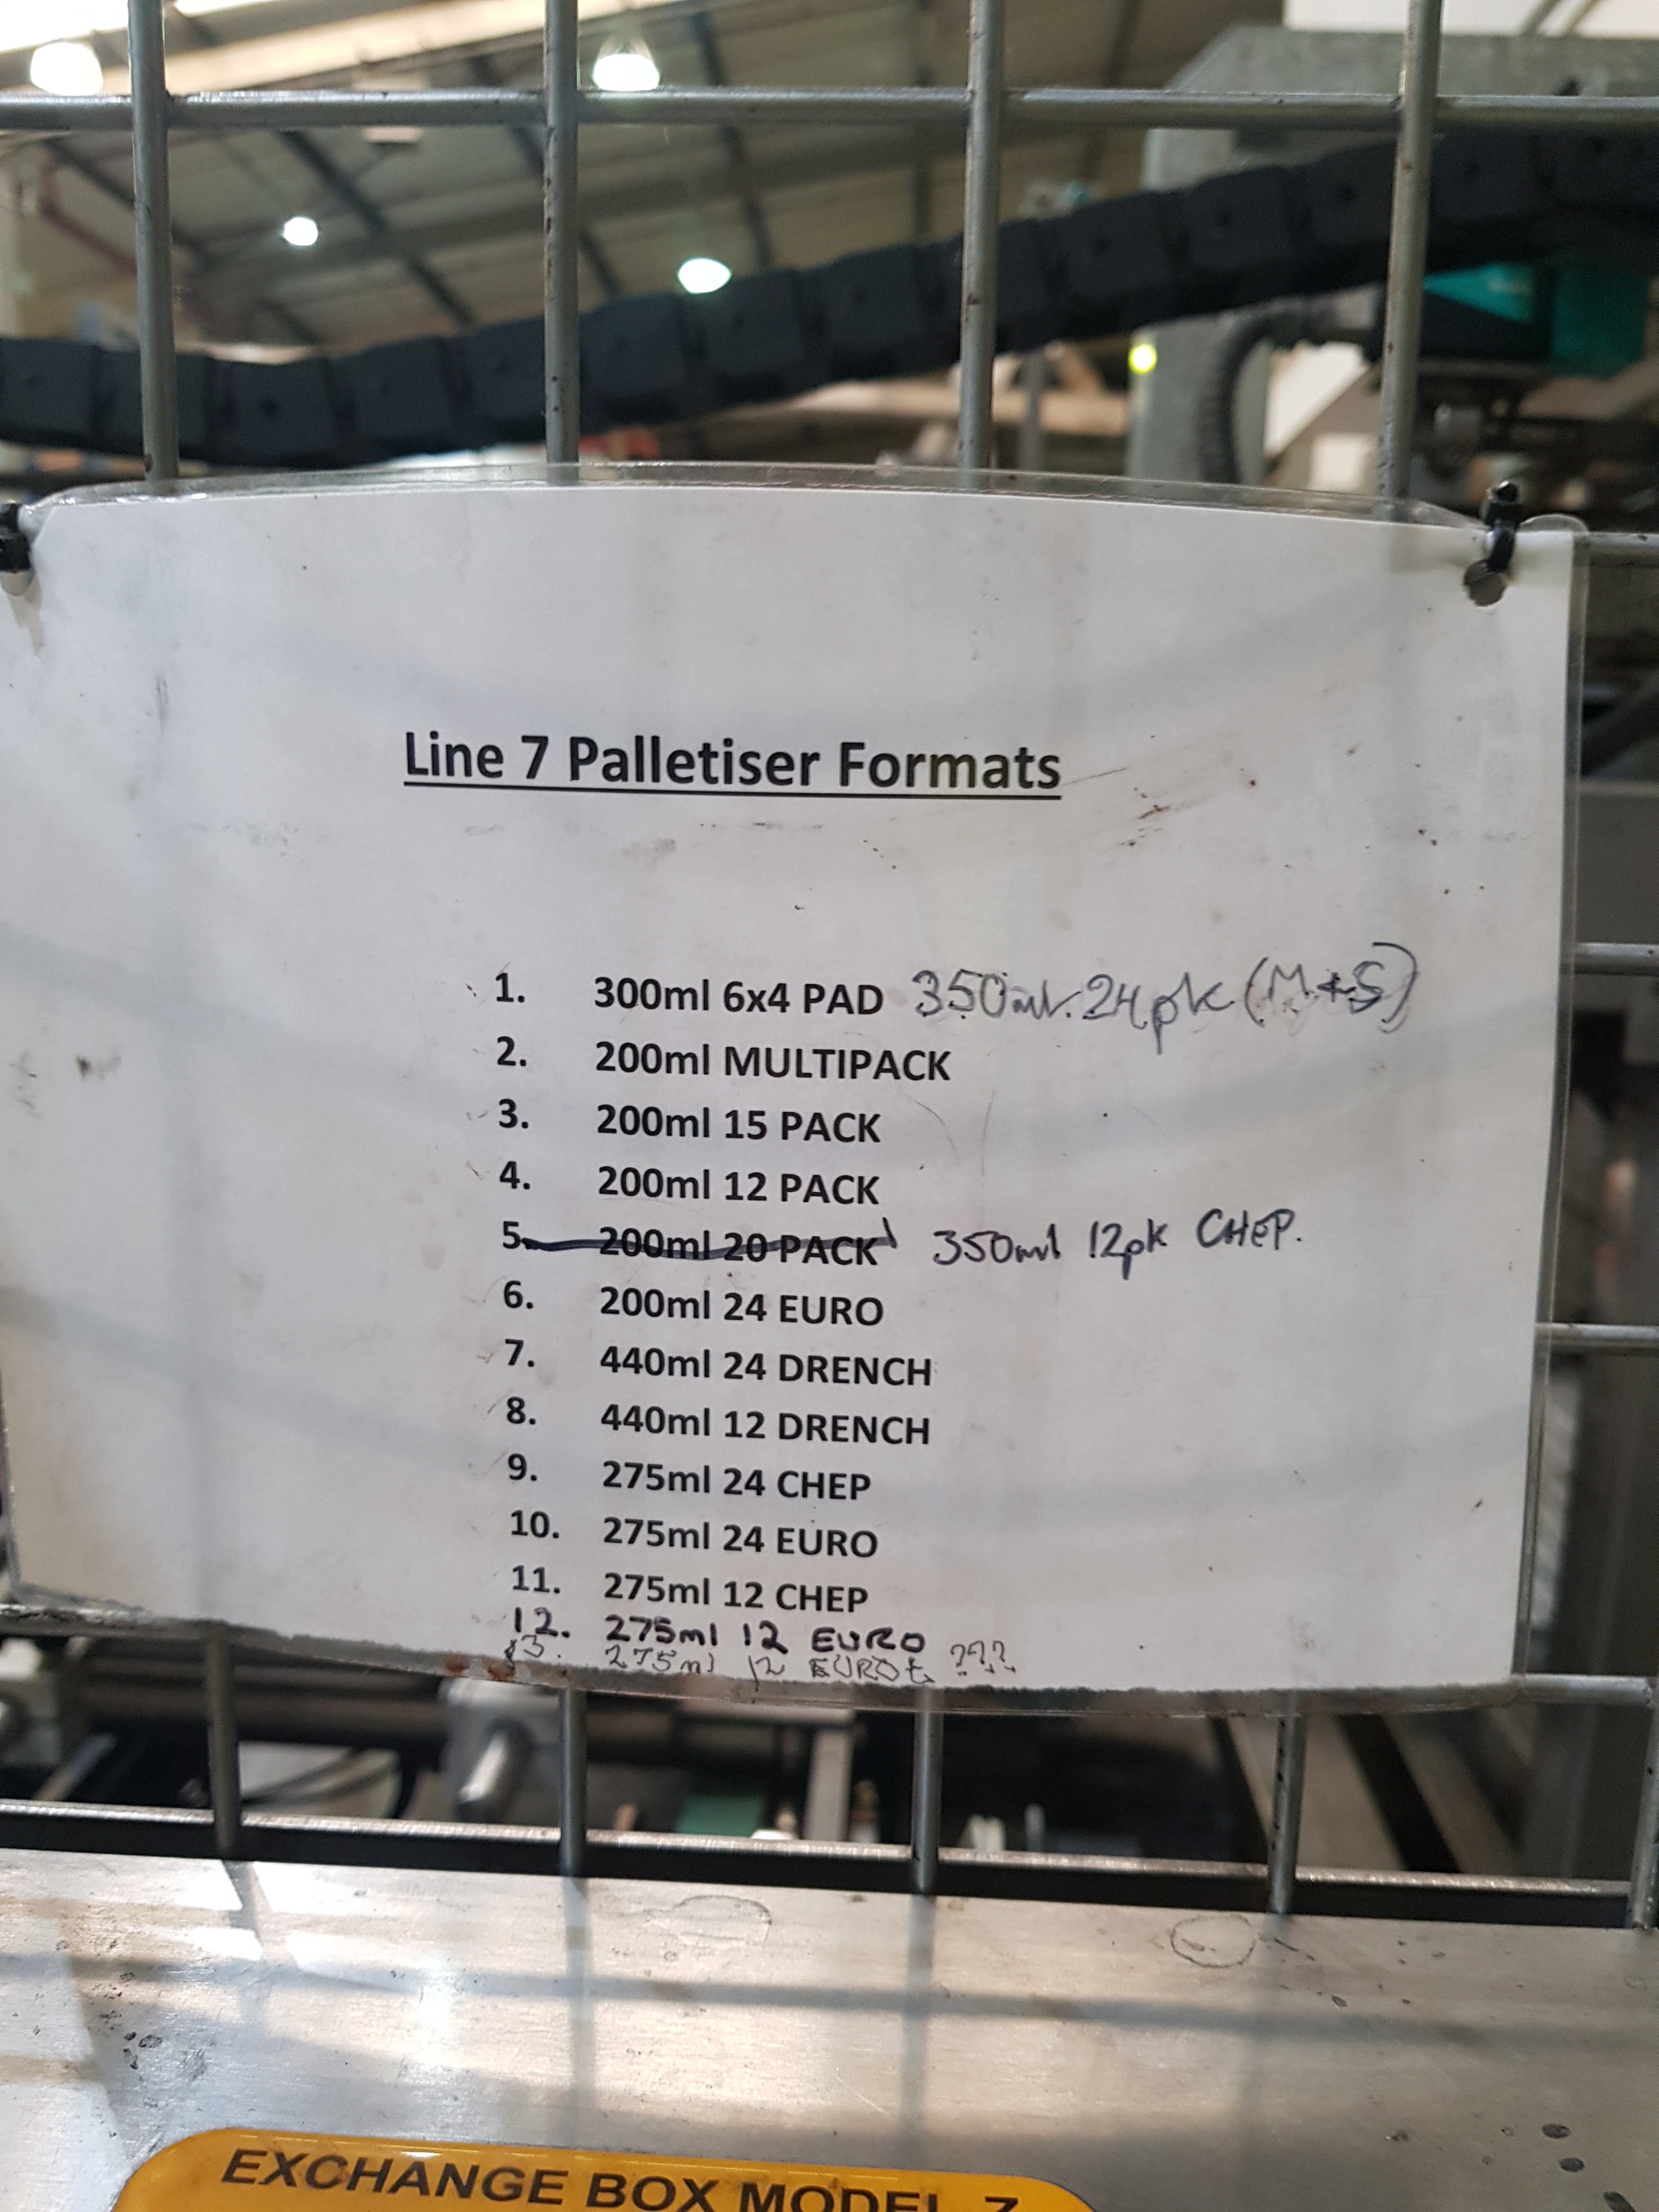 Line 7 Palletiser Formats
1. 300ml 6x4 PAD 350ml 24pk (M+S)
2. 200ml MULTIPACK
3. 200ml 15 PACK
4. 200ml 12 PACK
5. 200ml 20 PACK 350ml 12pk CHEP.
6. 200ml 24 EURO
7. 440ml 24 DRENCH
8. 440ml 12 DRENCH
9. 275ml 24 CHEP
10. 275ml 24 EURO
11. 275ml 12 CHEP
12. 275ml 12 EURO
13. 275ml 12 ???
EXCHANGE BOX MODEL